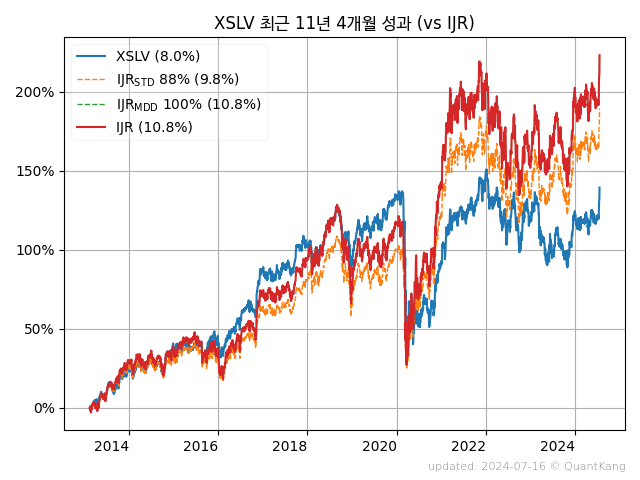 XSLV 최근 11년 4개월 성과 (vs IJR)
XSLV (8.0%)
IJRSTD 88% (9.8%)
IJRMDD 100% (10.8%)
IJR (10.8%)
200%
150%
100%
50%
0%
2014 2016 2018 2020 2022 2024
updated: 2024-07-16 © QuantKang